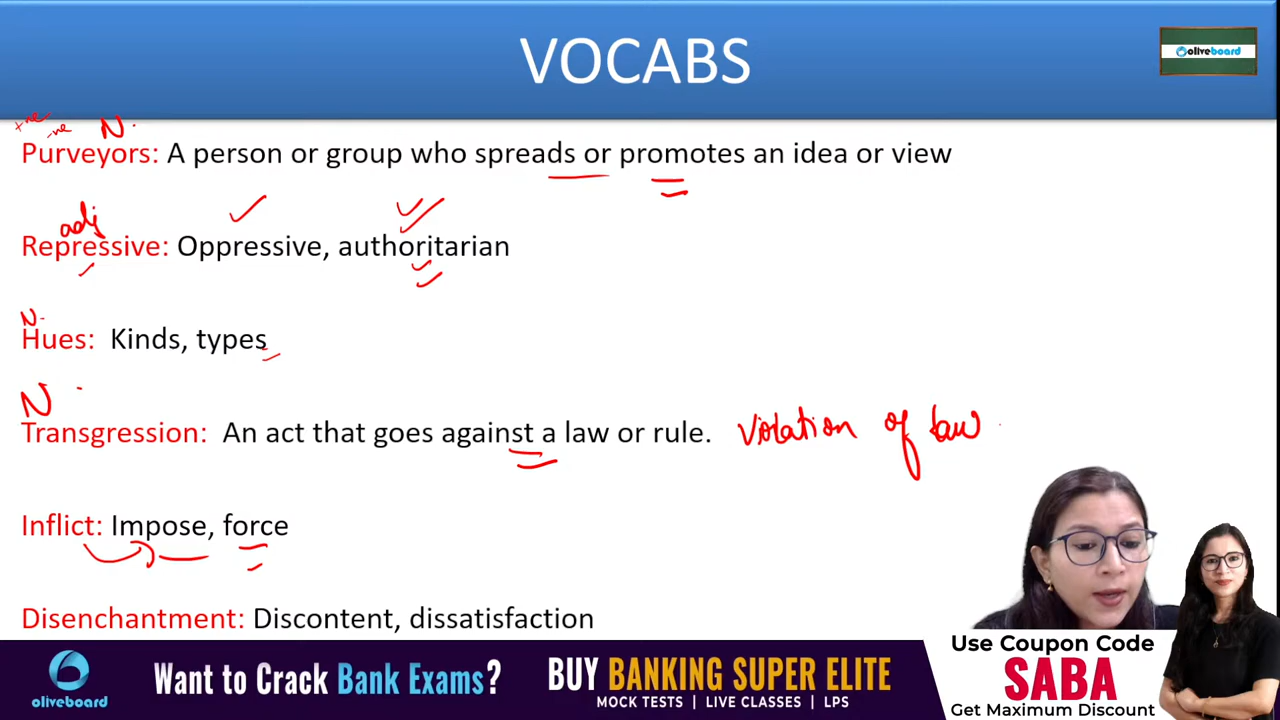 VOCABS
oliveboard
+ve -ve N.
Purveyors: A person or group who spreads or promotes an idea or view
adj
Repressive: Oppressive, authoritarian
N.
Hues: Kinds, types
N
Transgression: An act that goes against a law or rule. Violation of law
Inflict: Impose, force
Disenchantment: Discontent, dissatisfaction
oliveboard
Want to Crack Bank Exams?
BUY BANKING SUPER ELITE
MOCK TESTS | LIVE CLASSES | LPS
Use Coupon Code
SABA
Get Maximum Discount